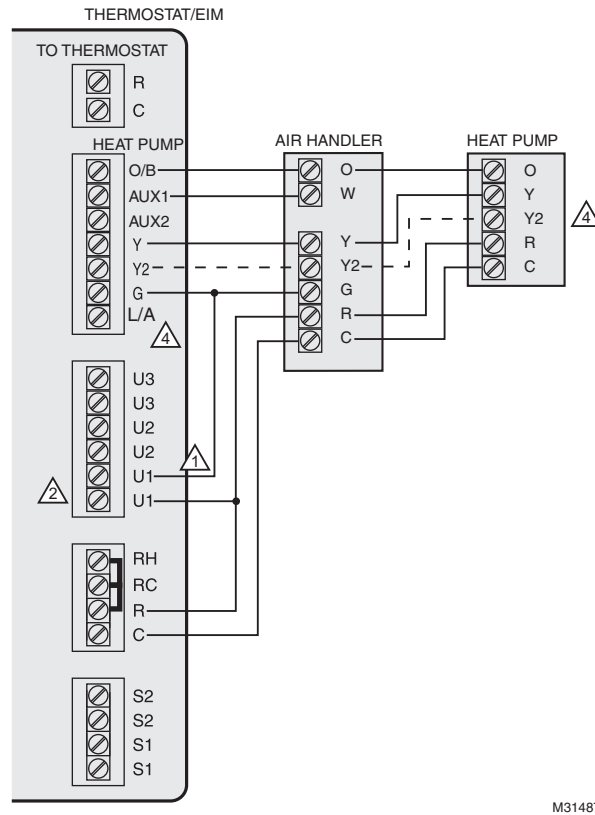 THERMOSTAT/EIM
TO THERMOSTAT
R
C
HEAT PUMP
O/B
AUX1
AUX2
Y
Y2
G
L/A
4
U3
U3
U2
U2
U1
U1
1
2
RH
RC
R
C
S2
S2
S1
S1
AIR HANDLER
O
W
Y
Y2
G
R
C
HEAT PUMP
O
Y
Y2
R
C
4